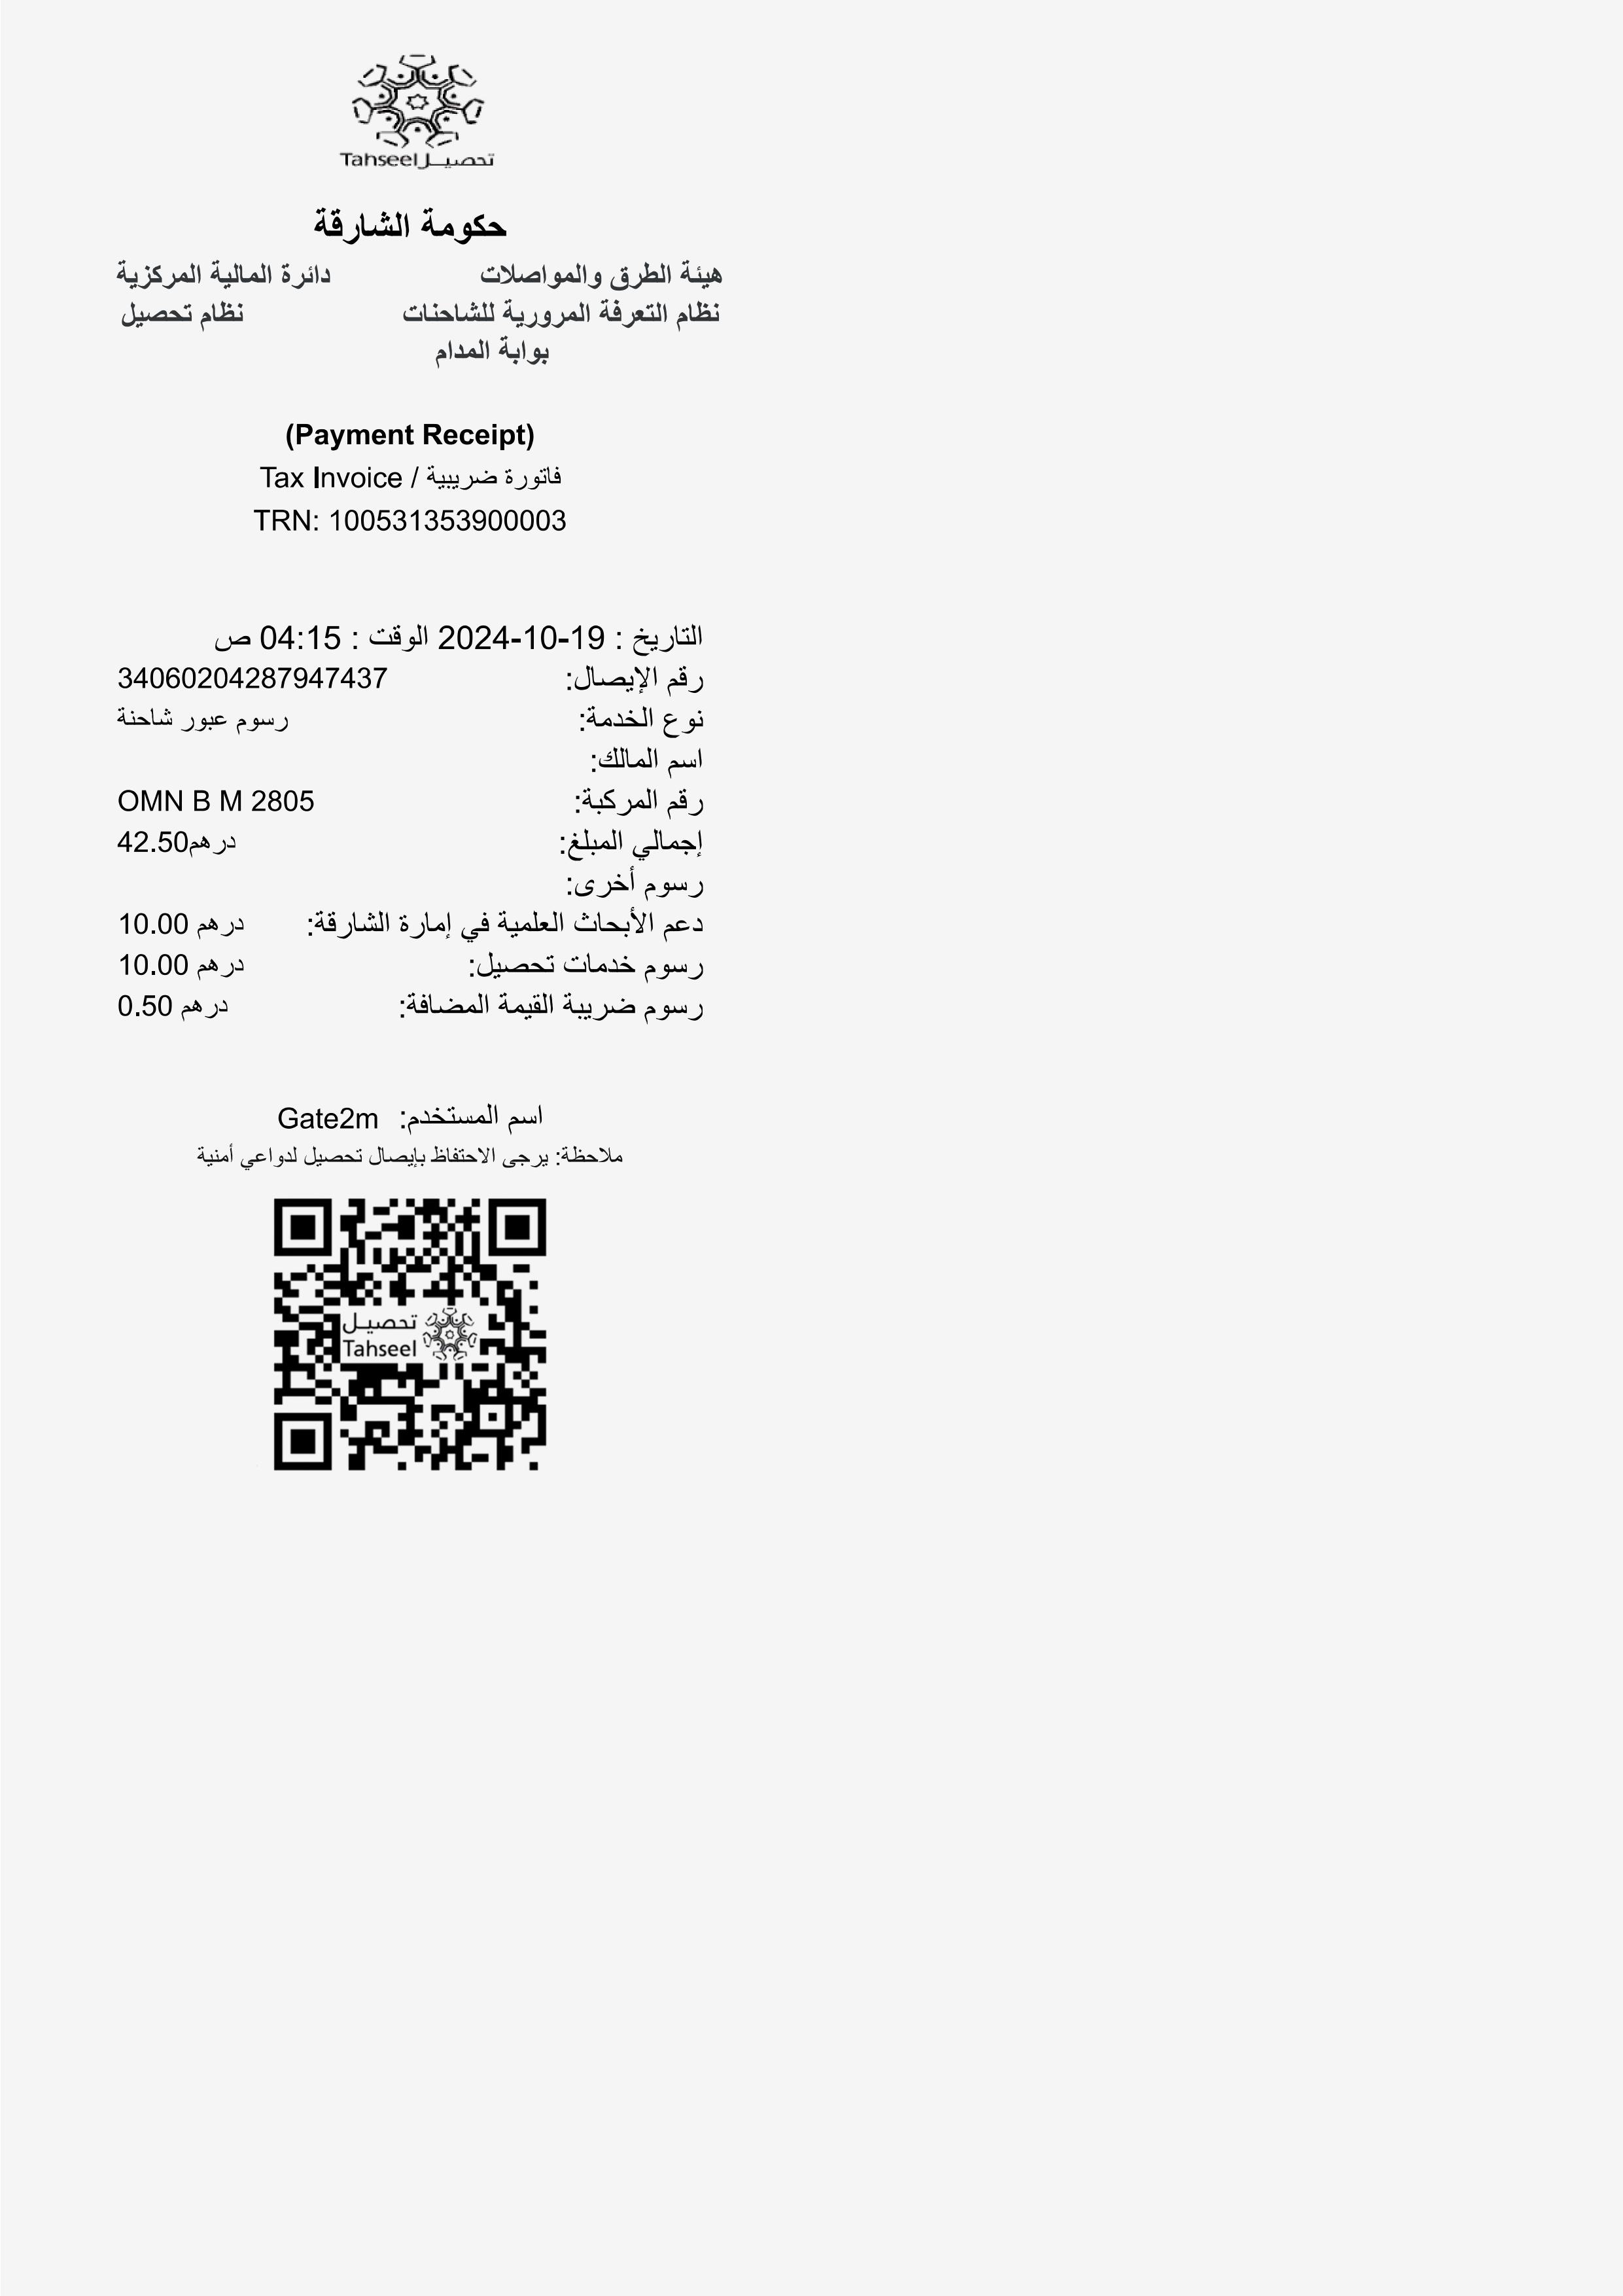 Tahseel تحصيل
حكومة الشارقة
هيئة الطرق والمواصلات دائرة المالية المركزية
نظام التعرفة المرورية للشاحنات نظام تحصيل
بوابة المدام
(Payment Receipt)
Tax Invoice / فاتورة ضريبية
TRN: 100531353900003
التاريخ : 19-10-2024 الوقت : 04:15 ص
رقم الإيصال: 34060204287947437
نوع الخدمة: رسوم عبور شاحنة
اسم المالك:
رقم المركبة: OMN B M 2805
إجمالي المبلغ: 42.50درهم
رسوم أخرى:
دعم الأبحاث العلمية في إمارة الشارقة: 10.00 درهم
رسوم خدمات تحصيل: 10.00 درهم
رسوم ضريبة القيمة المضافة: 0.50 درهم
اسم المستخدم: Gate2m
ملاحظة: يرجى الاحتفاظ بإيصال تحصيل لدواعي أمنية
تحصيل
Tahseel